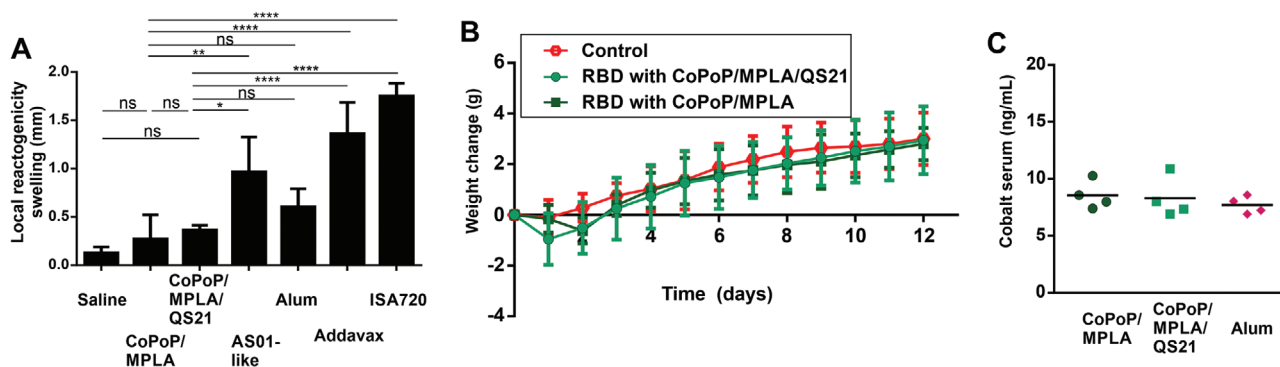 A
****
****
ns
**
****
****
ns
*
ns
ns
ns
Local reactogenicity
swelling (mm)
2.0
1.5
1.0
0.5
0.0
Saline
CoPoP/
MPLA
CoPoP/
MPLA/
QS21
AS01-
like
Alum
Addavax
ISA720
B
Control
RBD with CoPoP/MPLA/QS21
RBD with CoPoP/MPLA
Weight change (g)
6
4
2
0
-2
-4
2
4
6
8
10
12
Time (days)
C
Cobalt serum (ng/mL)
20
15
10
5
0
CoPoP/
MPLA
CoPoP/
MPLA/
QS21
Alum